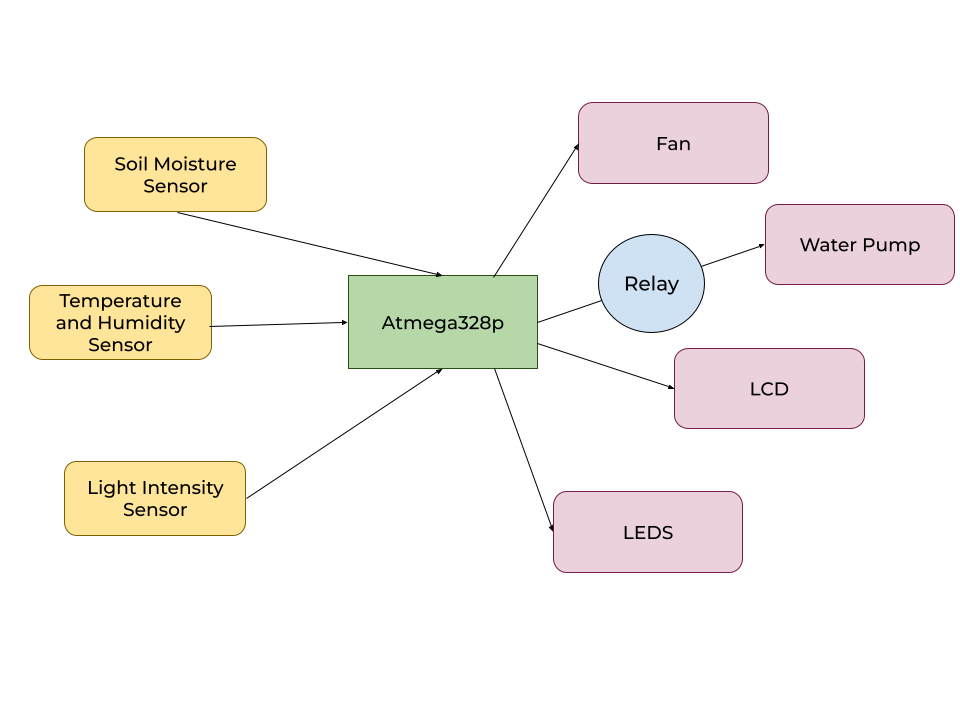 Fan
Soil Moisture
Sensor
Water Pump
Relay
Temperature
and Humidity
Sensor
Atmega328p
LCD
Light Intensity
Sensor
LEDS